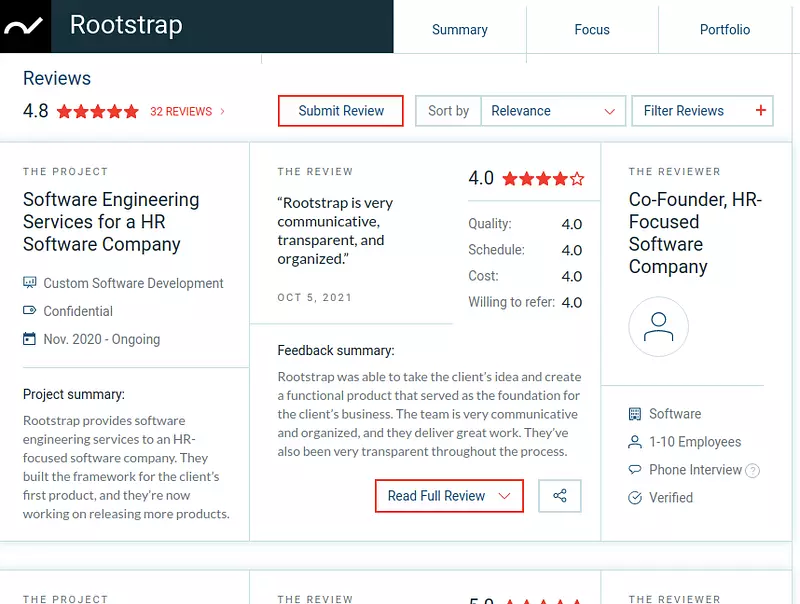 Rootstrap
Summary
Focus
Portfolio
Reviews
4.8
32 REVIEWS
Submit Review
Sort by
Relevance
Filter Reviews
THE PROJECT
Software Engineering
Services for a HR
Software Company
Custom Software Development
Confidential
Nov. 2020 - Ongoing
Project summary:
Rootstrap provides software
engineering services to an HR-
focused software company. They
built the framework for the client’s
first product, and they’re now
working on releasing more products.
THE REVIEW
“Rootstrap is very
communicative,
transparent, and
organized.”
OCT 5, 2021
4.0
Quality: 4.0
Schedule: 4.0
Cost: 4.0
Willing to refer: 4.0
Feedback summary:
Rootstrap was able to take the client’s idea and create
a functional product that served as the foundation for
the client’s business. The team is very communicative
and organized, and they deliver great work. They’ve
also been very transparent throughout the process.
Read Full Review
THE REVIEWER
Co-Founder, HR-
Focused
Software
Company
Software
1-10 Employees
Phone Interview ?
Verified
THE PROJECT
THE REVIEW
5.0
THE REVIEWER